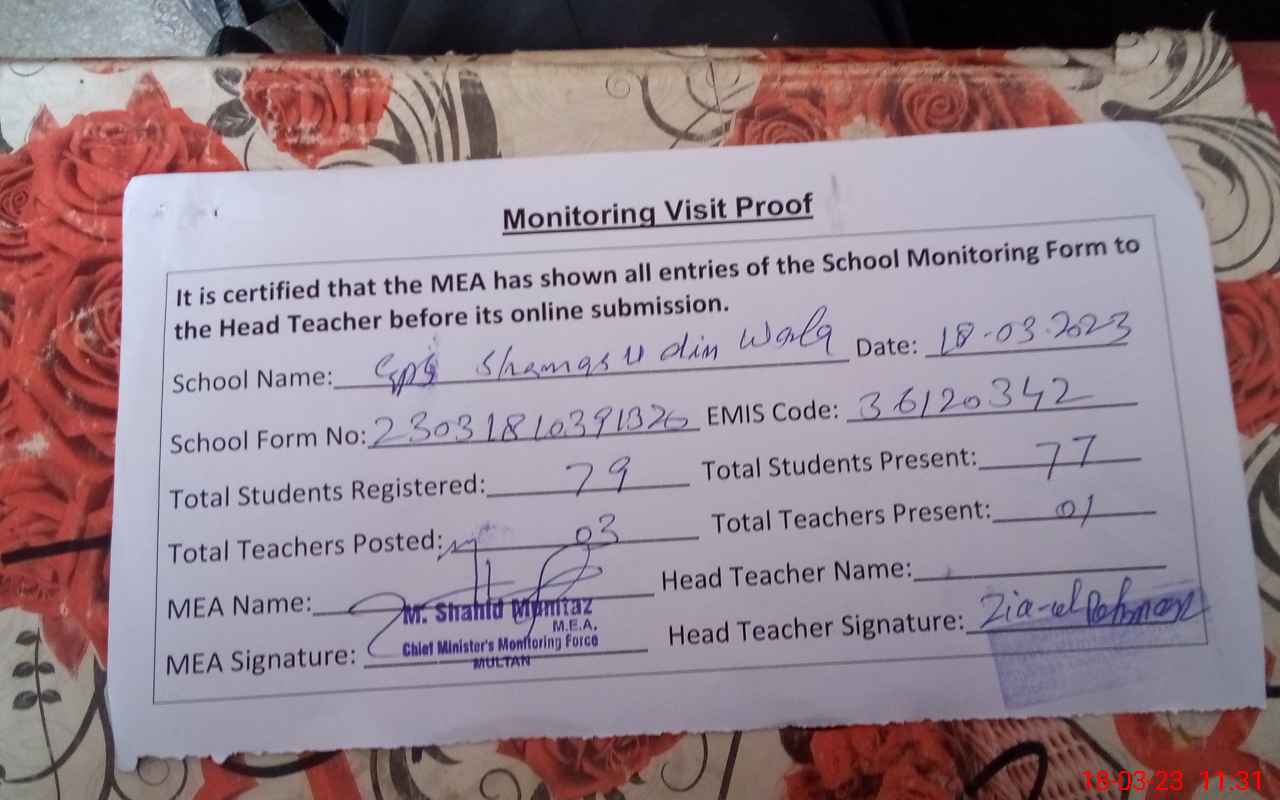 Monitoring Visit Proof
It is certified that the MEA has shown all entries of the School Monitoring Form to
the Head Teacher before its online submission.
School Name: GPS Shamas U din Wala Date: 18-03-2023
School Form No: 23031810391320 EMIS Code: 36120342
Total Students Registered: 79 Total Students Present: 77
Total Teachers Posted: 03 Total Teachers Present: 01
MEA Name: Head Teacher Name:
M. Shahid Mumtaz
M.E.A.
Chief Minister's Monitoring Force
MULTAN
MEA Signature: Head Teacher Signature: Zia-ul Rehman
18-03-23 11:31